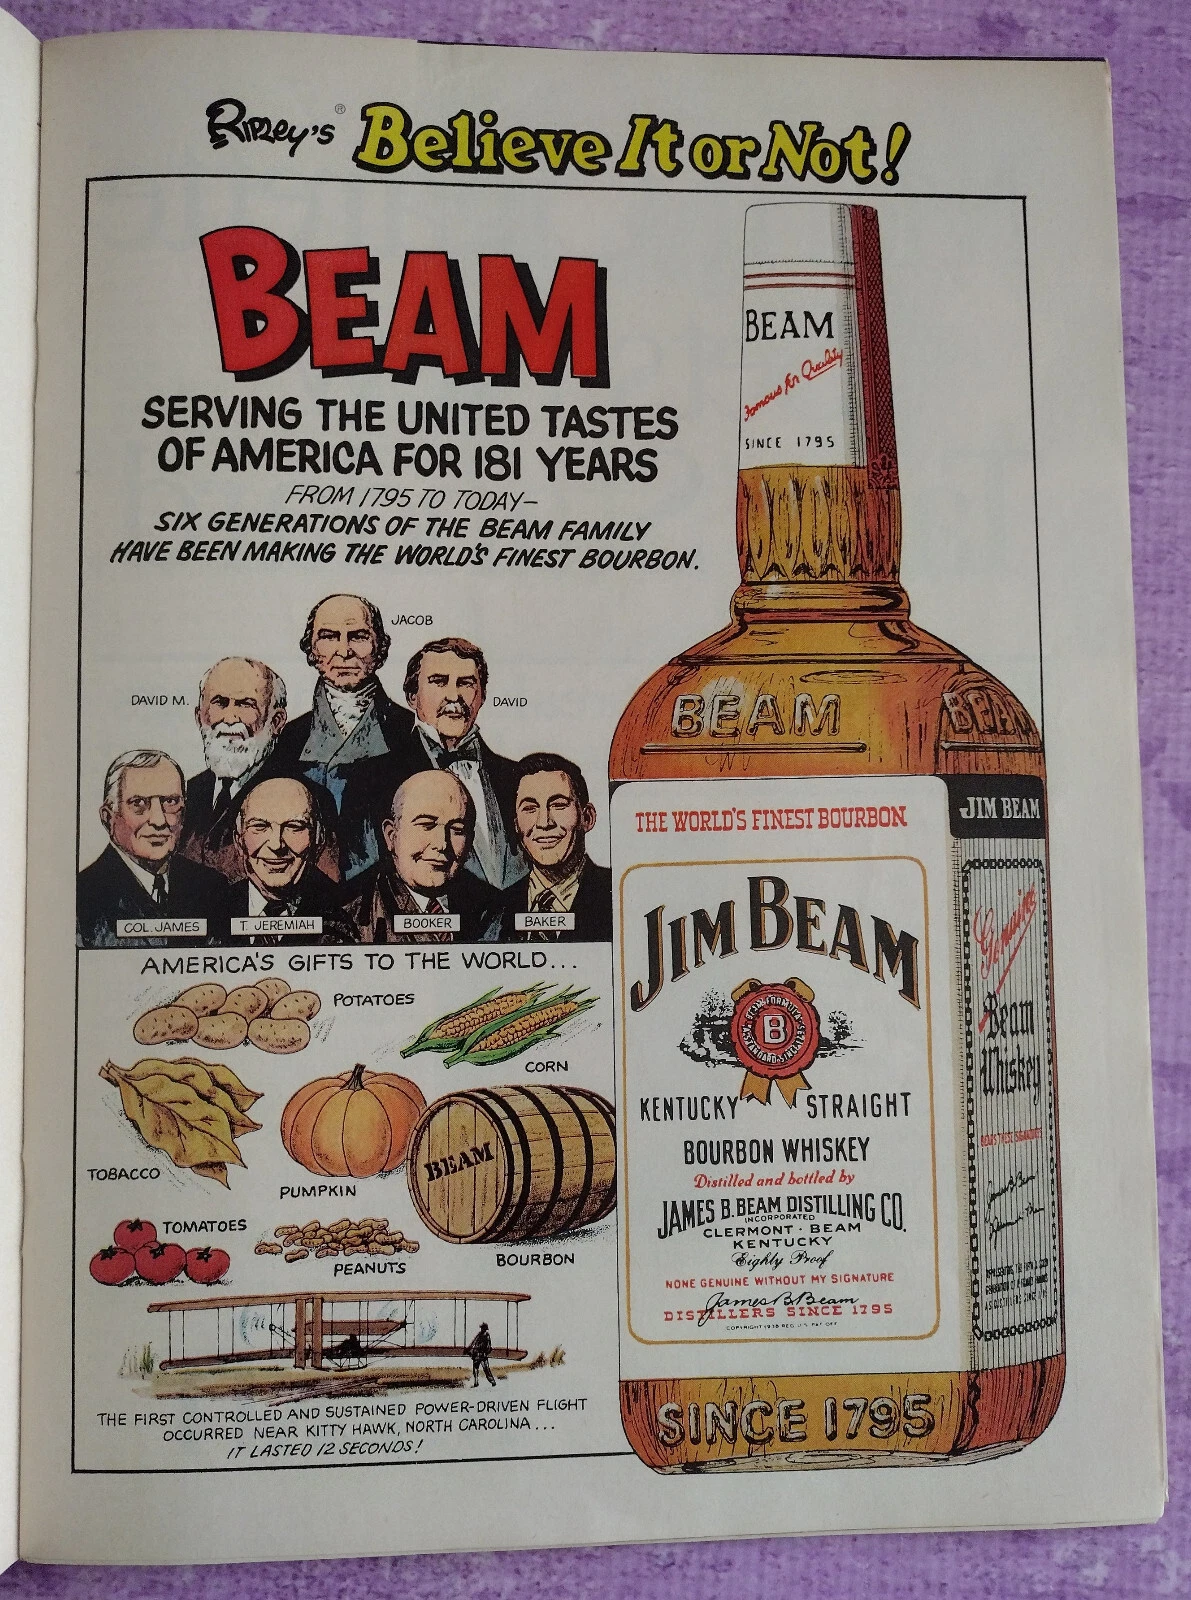 RIPLEY'S® Believe It or Not!
BEAM
SERVING THE UNITED TASTES
OF AMERICA FOR 181 YEARS
FROM 1795 TO TODAY—
SIX GENERATIONS OF THE BEAM FAMILY
HAVE BEEN MAKING THE WORLD'S FINEST BOURBON.
JACOB
DAVID M.
DAVID
COL. JAMES
T. JEREMIAH
BOOKER
BAKER
AMERICA'S GIFTS TO THE WORLD...
POTATOES
CORN
TOBACCO
PUMPKIN
BEAM
BOURBON
TOMATOES
PEANUTS
THE FIRST CONTROLLED AND SUSTAINED POWER-DRIVEN FLIGHT
OCCURRED NEAR KITTY HAWK, NORTH CAROLINA...
IT LASTED 12 SECONDS!
BEAM
Famous for Quality
SINCE 1795
BEAM
BEAM
THE WORLD'S FINEST BOURBON
JIM BEAM
B
KENTUCKY STRAIGHT
BOURBON WHISKEY
Distilled and bottled by
JAMES B. BEAM DISTILLING CO.
INCORPORATED
CLERMONT · BEAM
KENTUCKY
Eighty Proof
NONE GENUINE WITHOUT MY SIGNATURE
James B. Beam
DISTILLERS SINCE 1795
SINCE 1795
JIM BEAM
Genuine
Beam
Whiskey